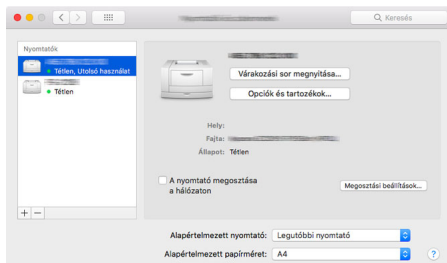 Keresés
Nyomtatók
Tétlen, Utolsó használat
Tétlen
Várakozási sor megnyitása...
Opciók és tartozékok...
Hely:
Fajta:
Állapot: Tétlen
A nyomtató megosztása
a hálózaton
Megosztási beállítások...
Alapértelmezett nyomtató: Legutóbbi nyomtató
Alapértelmezett papírméret: A4
?